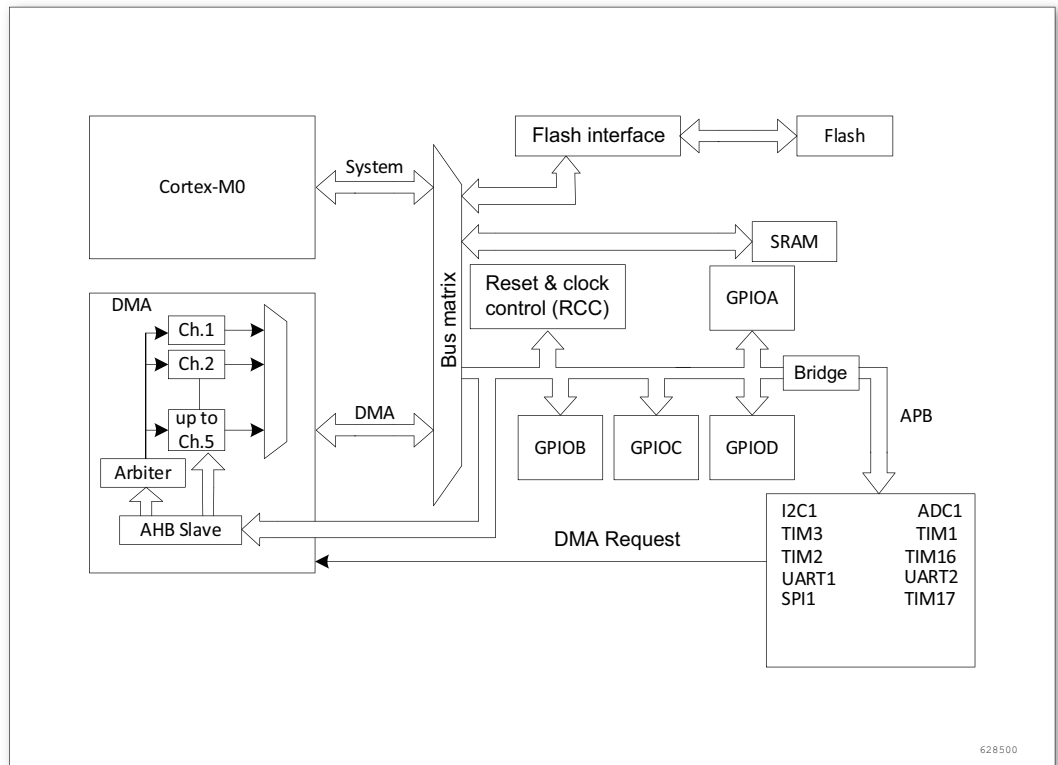 Flash interface
Flash
System
Cortex-M0
SRAM
Bus matrix
Reset & clock
control (RCC)
GPIOA
DMA
Ch.1
Ch.2
up to
Ch.5
DMA
Bridge
APB
GPIOB
GPIOC
GPIOD
Arbiter
AHB Slave
DMA Request
I2C1 ADC1
TIM3 TIM1
TIM2 TIM16
UART1 UART2
SPI1 TIM17
628500